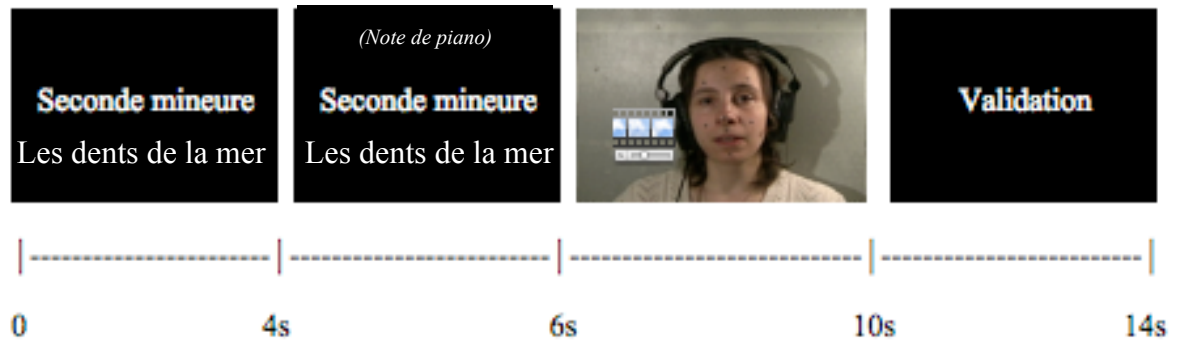 Seconde mineure
Les dents de la mer
(Note de piano)
Seconde mineure
Les dents de la mer
Validation
0 4s 6s 10s 14s